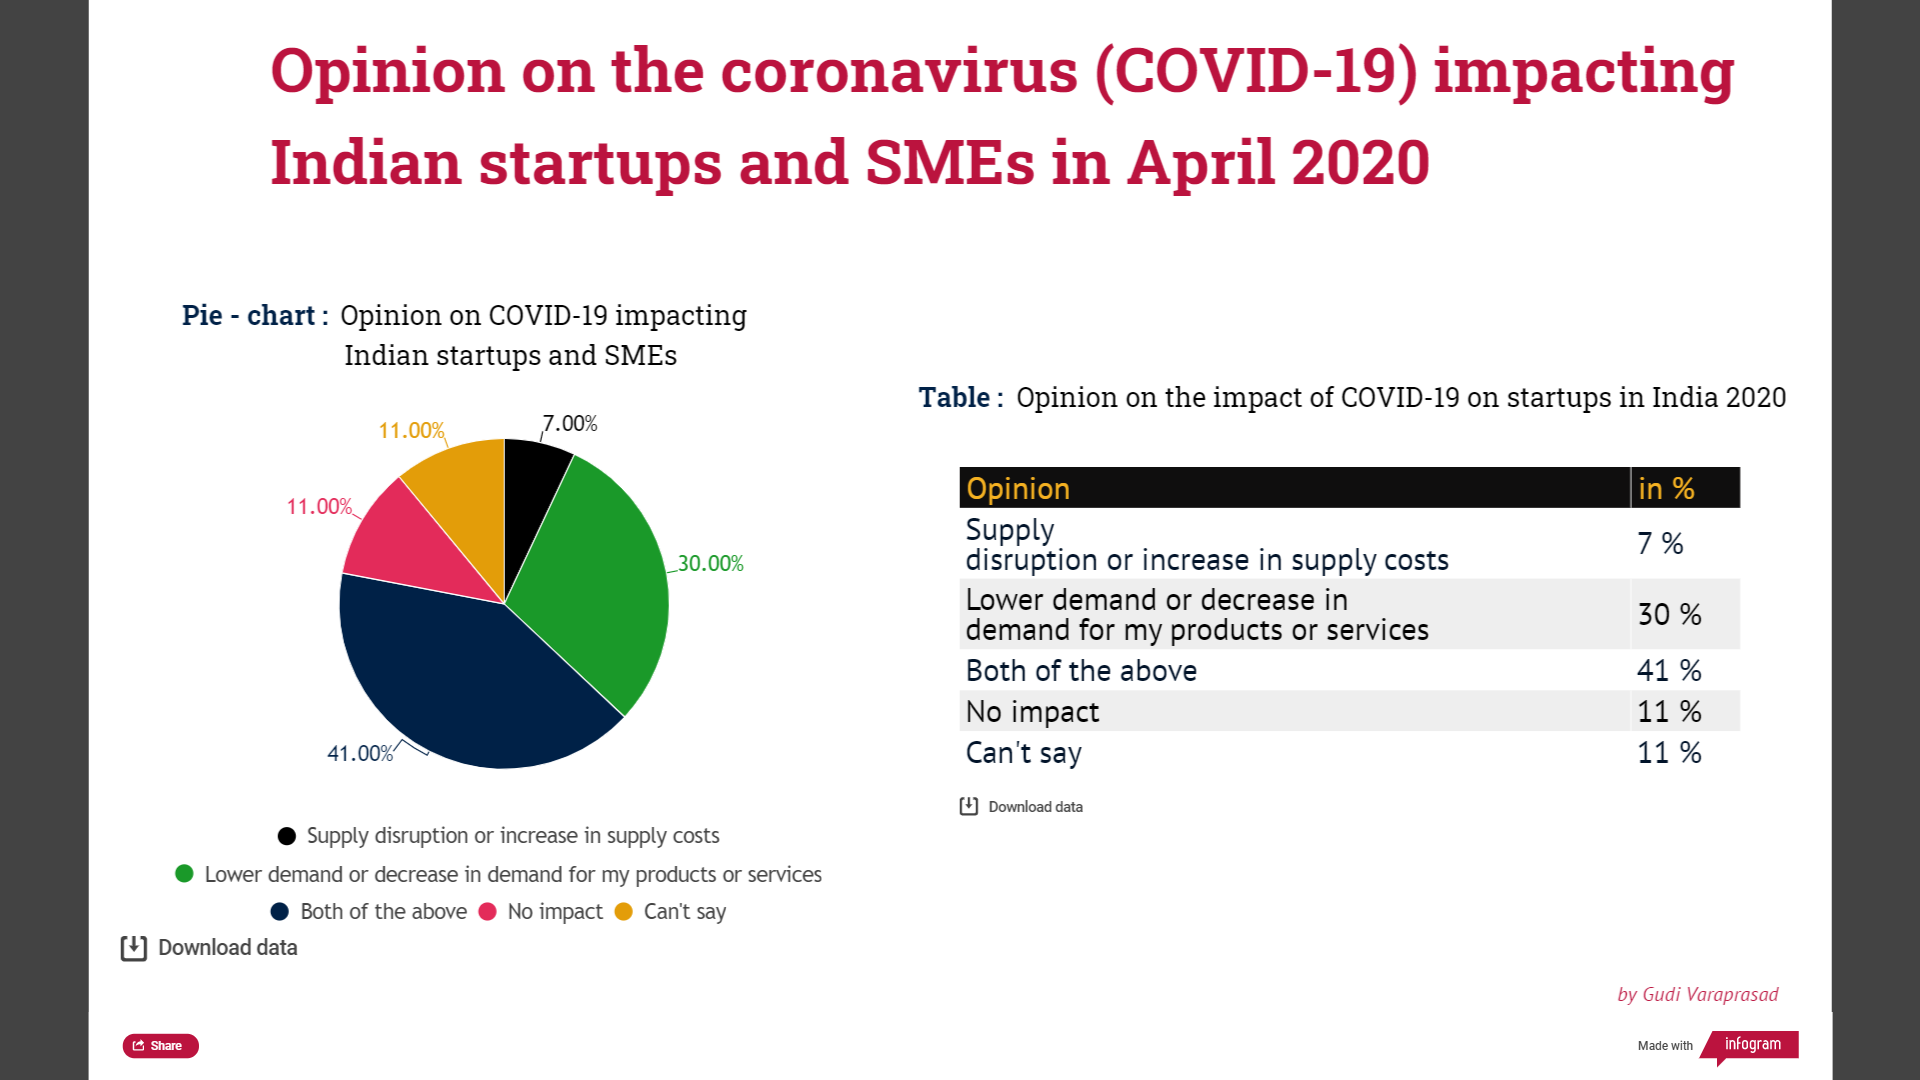 Opinion on the coronavirus (COVID-19) impacting
Indian startups and SMEs in April 2020
Pie - chart : Opinion on COVID-19 impacting
Indian startups and SMEs
11.00%
7.00%
11.00%
30.00%
41.00%
Supply disruption or increase in supply costs
Lower demand or decrease in demand for my products or services
Both of the above No impact Can't say
Download data
Table : Opinion on the impact of COVID-19 on startups in India 2020
Opinion in %
Supply
disruption or increase in supply costs 7 %
Lower demand or decrease in
demand for my products or services 30 %
Both of the above 41 %
No impact 11 %
Can't say 11 %
Download data
by Gudi Varaprasad
Share
Made with infogram